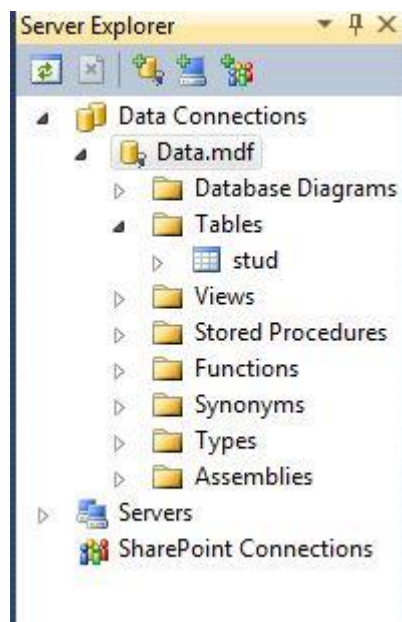 Server Explorer
Data Connections
Data.mdf
Database Diagrams
Tables
stud
Views
Stored Procedures
Functions
Synonyms
Types
Assemblies
Servers
SharePoint Connections